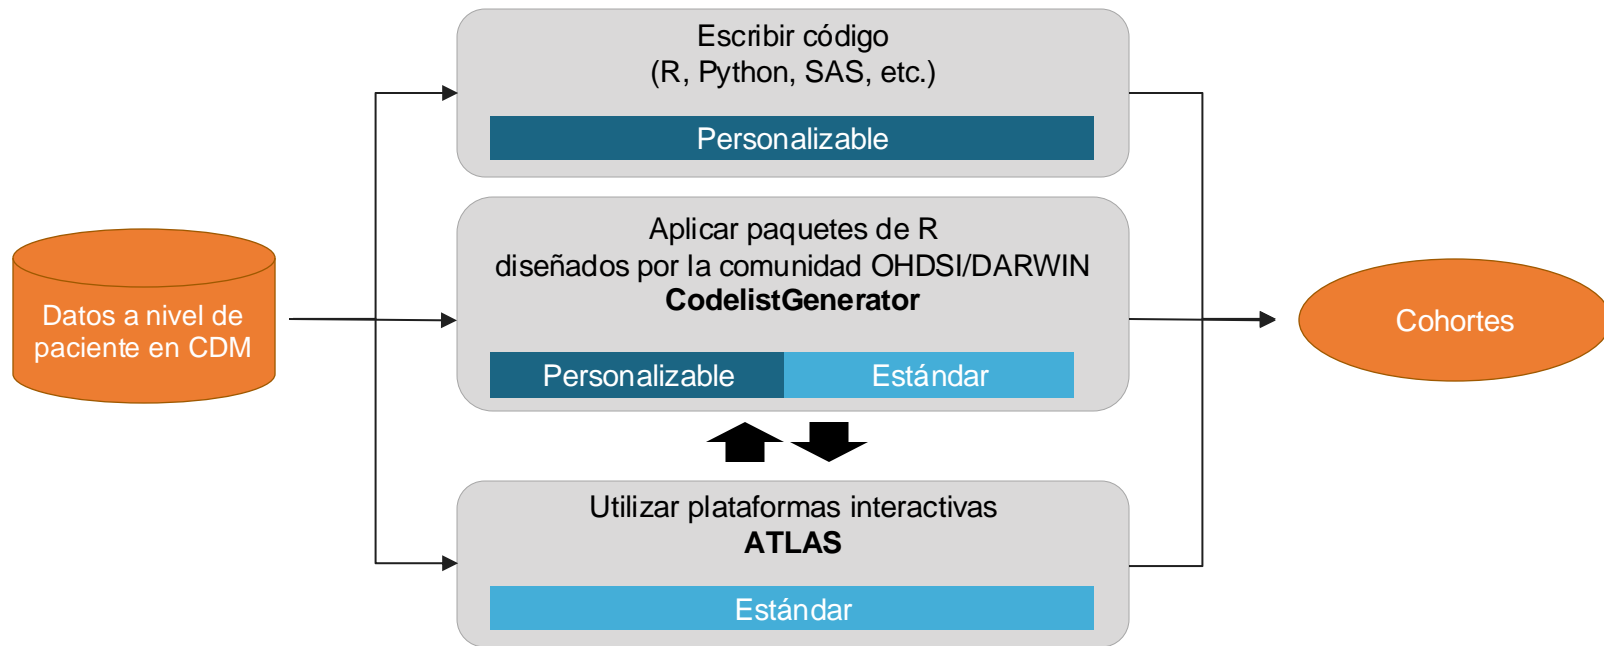 Escribir código
(R, Python, SAS, etc.)
Personalizable
Aplicar paquetes de R
diseñados por la comunidad OHDSI/DARWIN
CodelistGenerator
Personalizable
Estándar
Datos a nivel de
paciente en CDM
Cohortes
Utilizar plataformas interactivas
ATLAS
Estándar